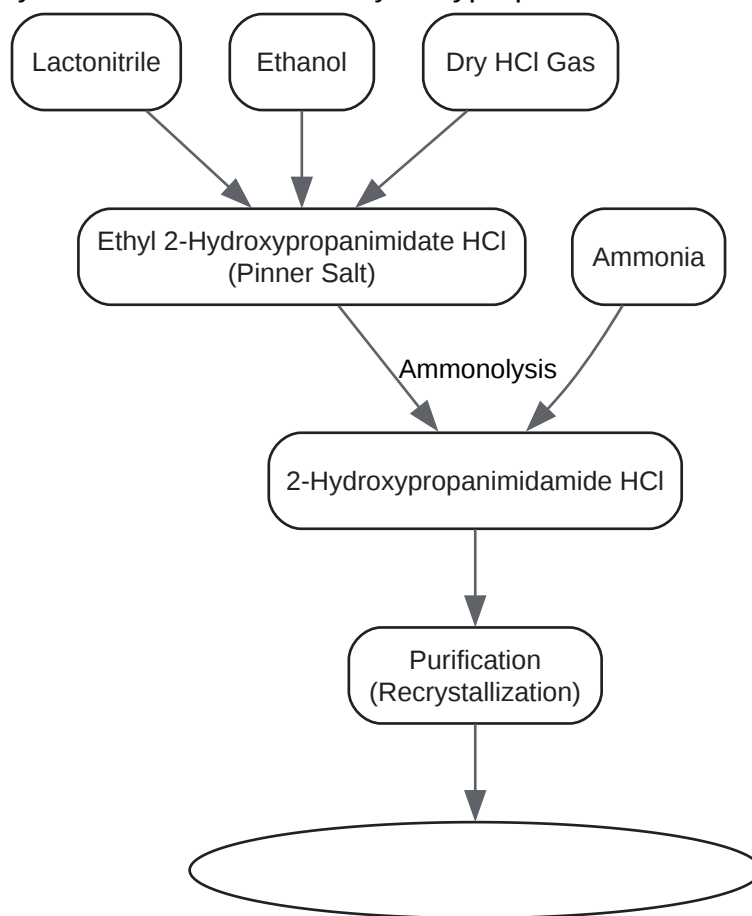 Lactonitrile
Ethanol
Dry HCl Gas
Ethyl 2-Hydroxypropanimidate HCl
(Pinner Salt)
Ammonia
Ammonolysis
2-Hydroxypropanimidamide HCl
Purification
(Recrystallization)